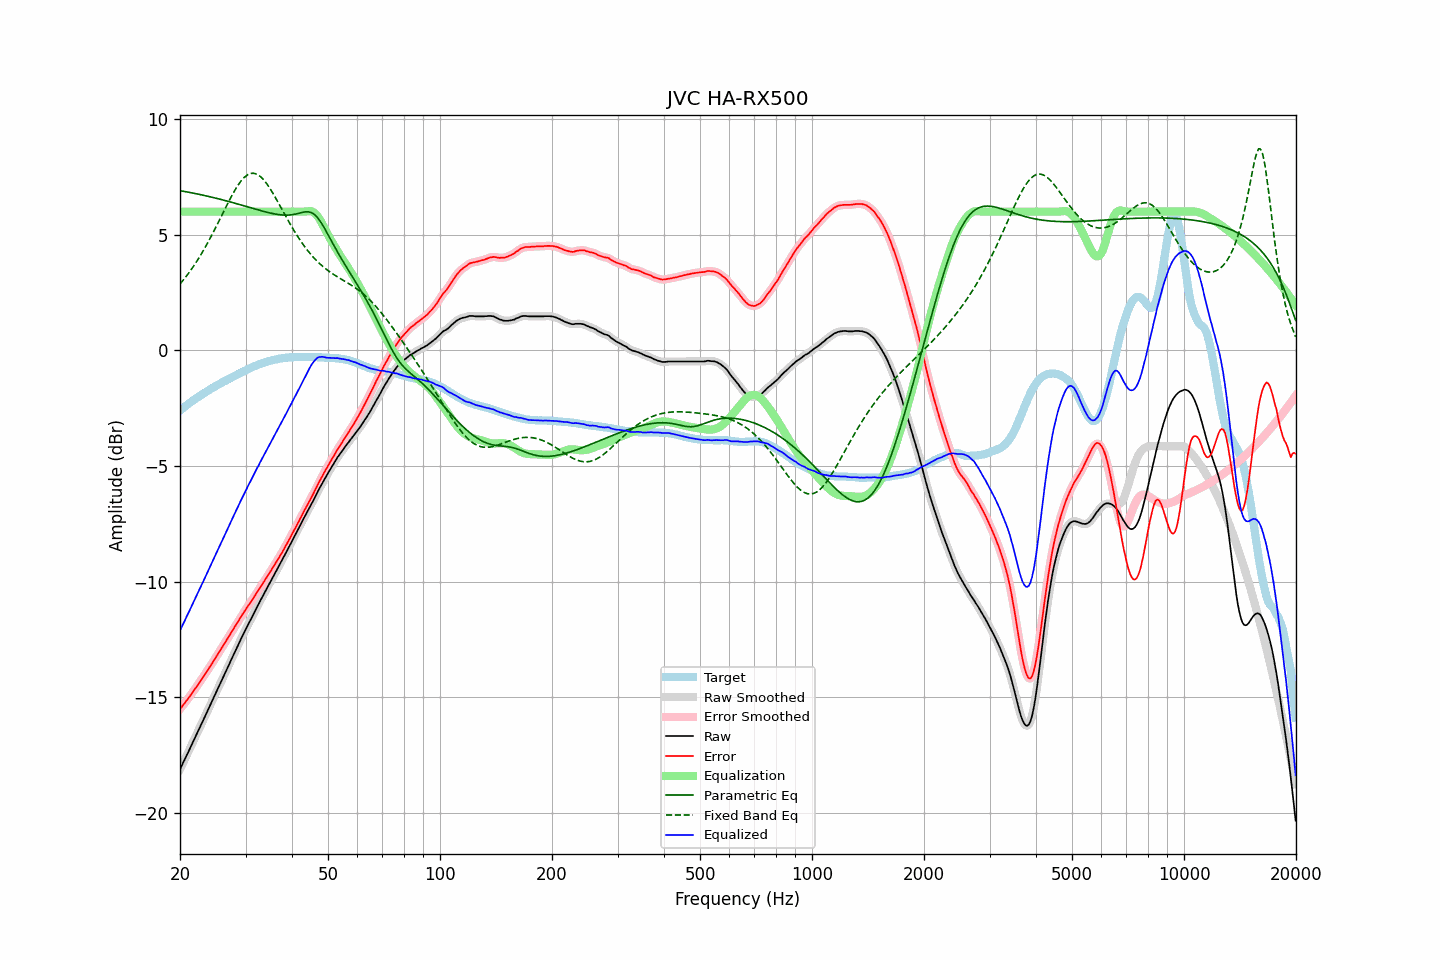 JVC HA-RX500
Amplitude (dBr)
10
5
0
−5
−10
−15
−20
Target
Raw Smoothed
Error Smoothed
Raw
Error
Equalization
Parametric Eq
Fixed Band Eq
Equalized
20 50 100 200 500 1000 2000 5000 10000 20000
Frequency (Hz)